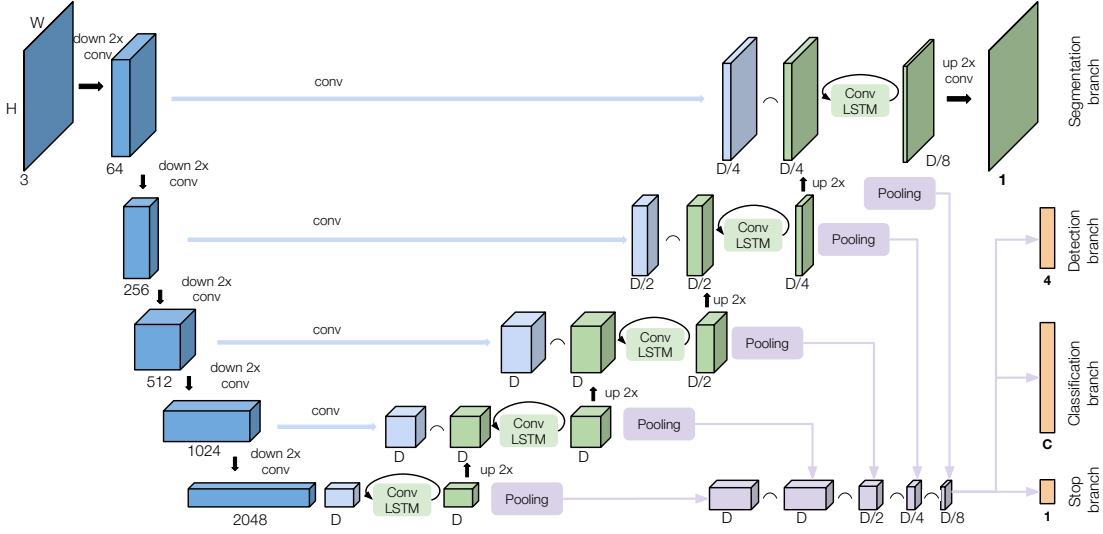 W
H
3
down 2x
conv
64
conv
D/4
D/4
Conv
LSTM
D/8
up 2x
conv
1
Segmentation
branch
down 2x
conv
256
conv
D/2
D/2
up 2x
Conv
LSTM
D/4
Pooling
Pooling
4
Detection
branch
down 2x
conv
512
conv
D
D
up 2x
Conv
LSTM
D/2
Pooling
C
Classification
branch
down 2x
conv
1024
conv
D
D
up 2x
Conv
LSTM
D
Pooling
down 2x
conv
2048
D
Conv
LSTM
up 2x
D
Pooling
D
D
D/2
D/4
D/8
1
Stop
branch